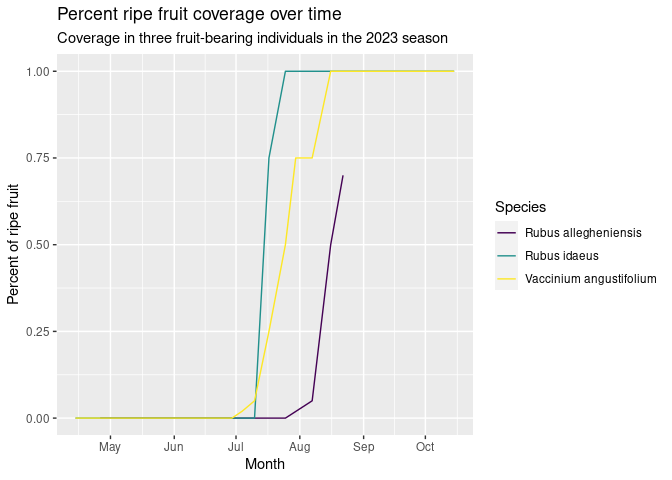 Percent ripe fruit coverage over time
Coverage in three fruit-bearing individuals in the 2023 season
1.00
0.75
0.50
0.25
0.00
Percent of ripe fruit
May Jun Jul Aug Sep Oct
Month
Species
Rubus allegheniensis
Rubus idaeus
Vaccinium angustifolium